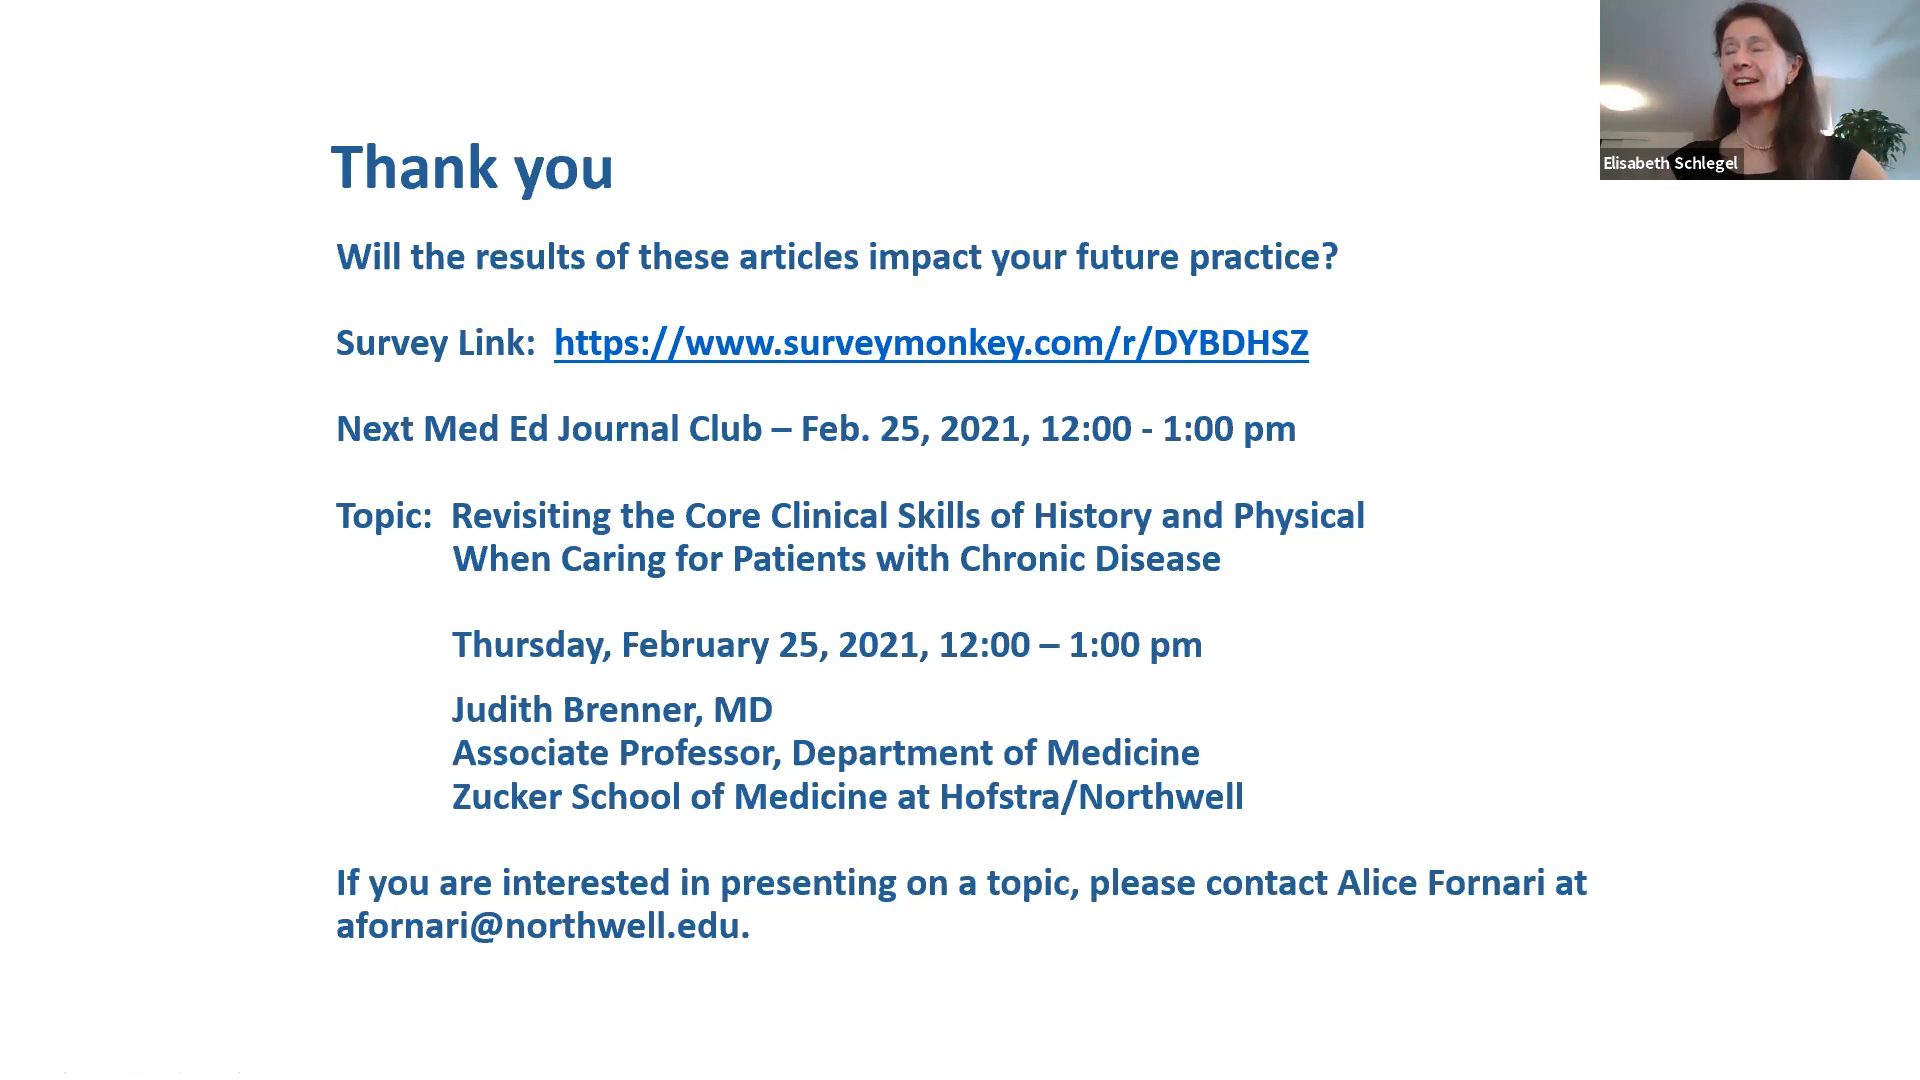 Elisabeth Schlegel
Thank you
Will the results of these articles impact your future practice?
Survey Link: https://www.surveymonkey.com/r/DYBDHSZ
Next Med Ed Journal Club – Feb. 25, 2021, 12:00 - 1:00 pm
Topic: Revisiting the Core Clinical Skills of History and Physical
When Caring for Patients with Chronic Disease
Thursday, February 25, 2021, 12:00 – 1:00 pm
Judith Brenner, MD
Associate Professor, Department of Medicine
Zucker School of Medicine at Hofstra/Northwell
If you are interested in presenting on a topic, please contact Alice Fornari at
afornari@northwell.edu.